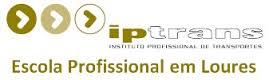 iptrans
INSTITUTO PROFISSIONAL DE TRANSPORTES
Escola Profissional em Loures